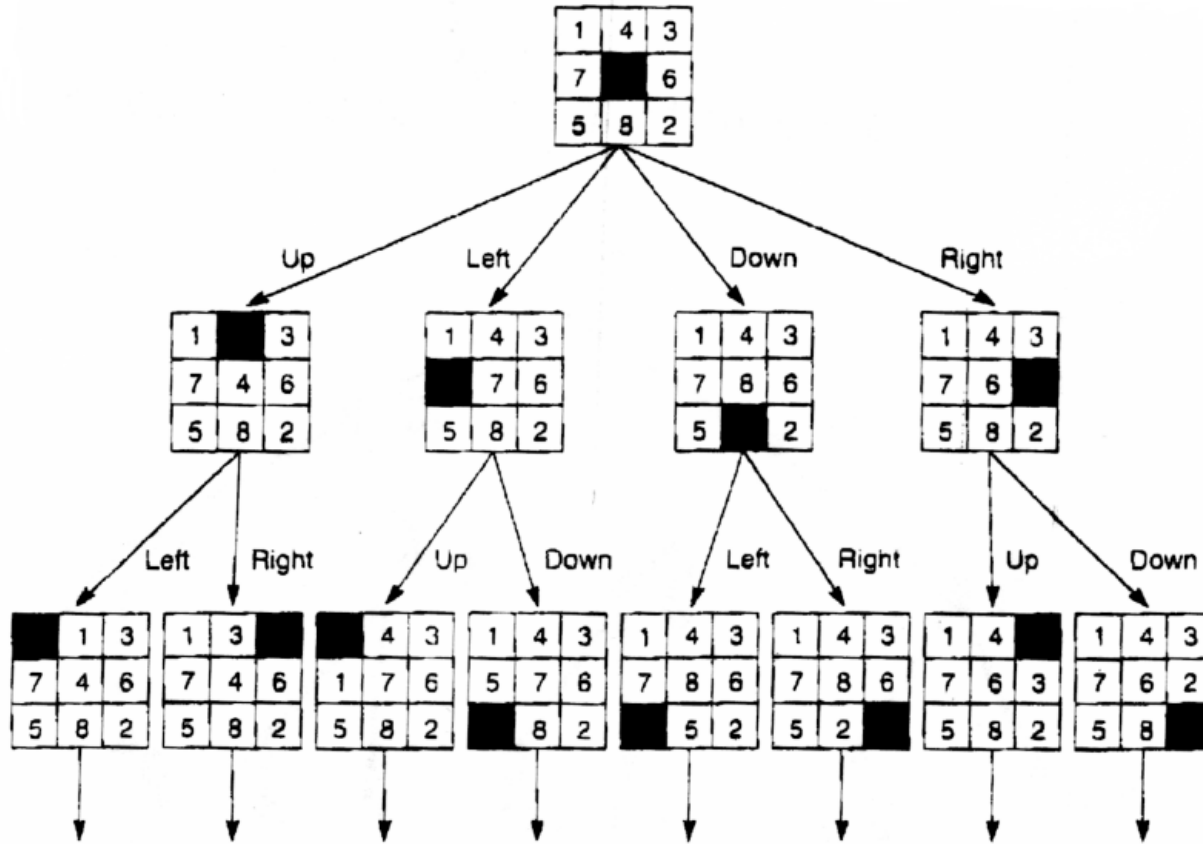 1 4 3
7 6
5 8 2
Up Left Down Right
1 3 1 4 3 1 4 3 1 4 3
7 4 6 7 6 7 8 6 7 6
5 8 2 5 8 2 5 2 5 8 2
Left Right Up Down Left Right Up Down
1 3 1 3 4 3 1 4 3 1 4 3 1 4 3 1 4 1 4 3
7 4 6 7 4 6 1 7 6 5 7 6 7 8 6 7 8 6 7 6 3 7 6 2
5 8 2 5 8 2 5 8 2 8 2 5 2 5 2 5 8 2 5 8